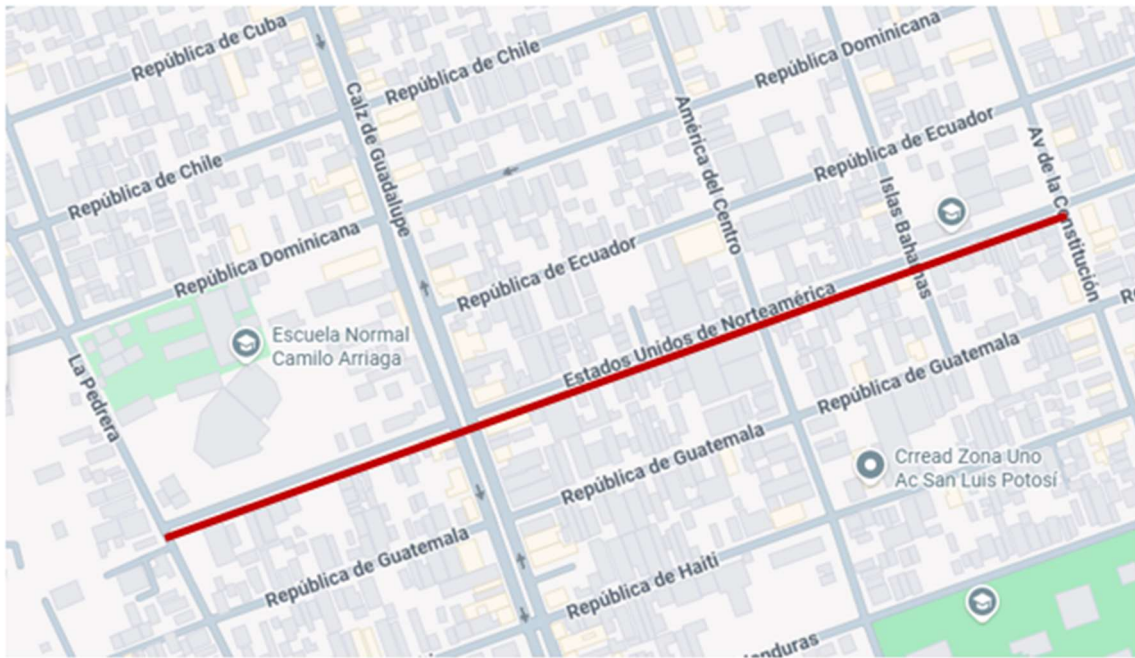 República de Cuba
República de Chile
República Dominicana
Calz de Guadalupe
América del Centro
República de Ecuador
Av de la Constitución
República de Chile
Islas Bahamas
República Dominicana
República de Ecuador
Escuela Normal
Camilo Arriaga
Estados Unidos de Norteamérica
La Pedrera
República de Guatemala
República de Guatemala
Crread Zona Uno
Ac San Luis Potosí
República de Guatemala
República de Haití